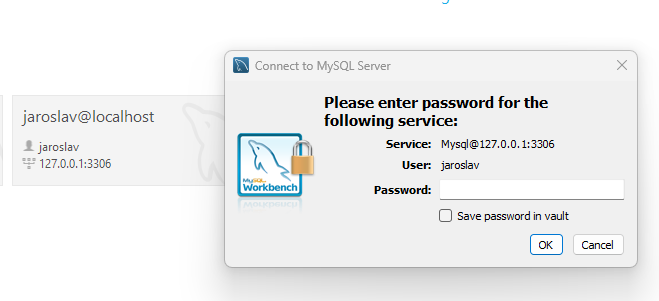 jaroslav@localhost
jaroslav
127.0.0.1:3306
Connect to MySQL Server
Please enter password for the
following service:
Service: Mysql@127.0.0.1:3306
User: jaroslav
Password:
Save password in vault
OK Cancel
MySQL
Workbench